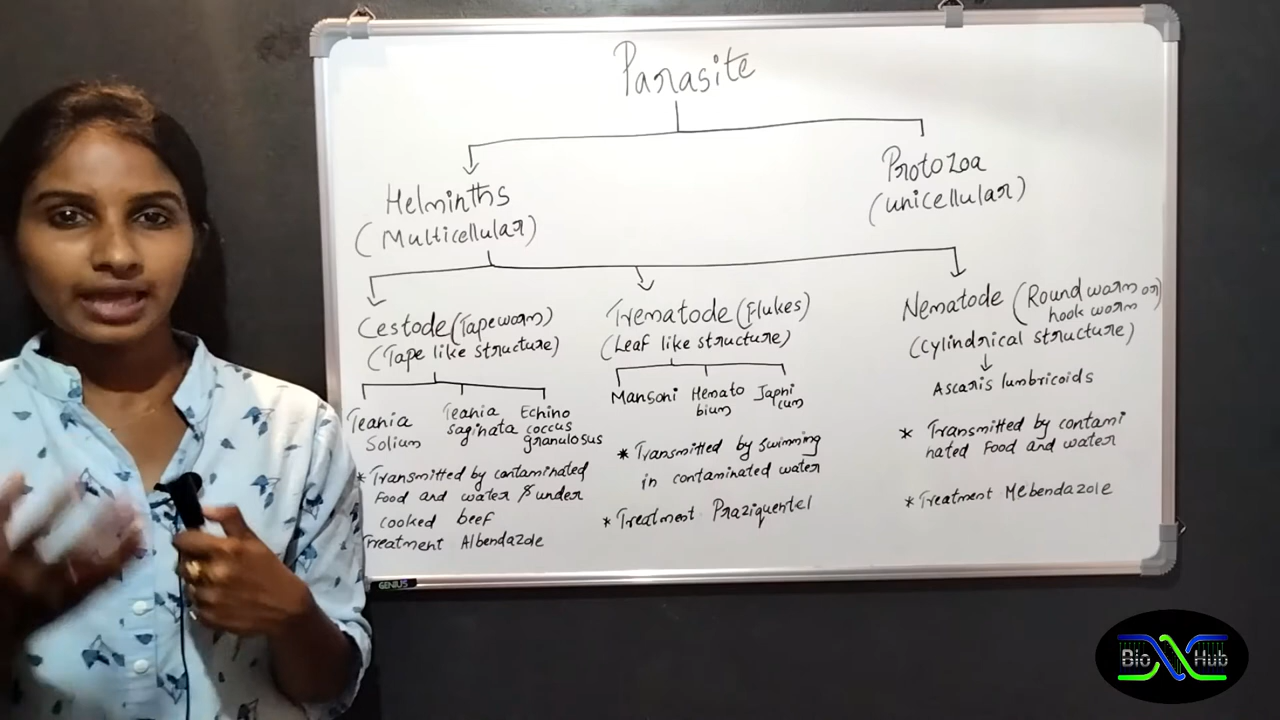 Parasite
Helminths
(Multicellular)
Protozoa
(unicellular)
Cestode (Tapeworm)
(Tape like structure)
Teania
Solium
Teania
saginata
Echino
coccus
granulosus
*Transmitted by contaminated
Food and water & under
cooked beef
Treatment Albendazole
Trematode (Flukes)
(Leaf like structure)
Mansoni
Hemato
bium
Japni
cum
* Transmitted by swimming
in contaminated water
* Treatment Praziquentel
Nematode (Round worm or
hook worm)
(cylindrical structure)
Ascaris lumbricoids
* Transmitted by contami
nated Food and water
* Treatment Mebendazole
GENIUS
Bio Hub